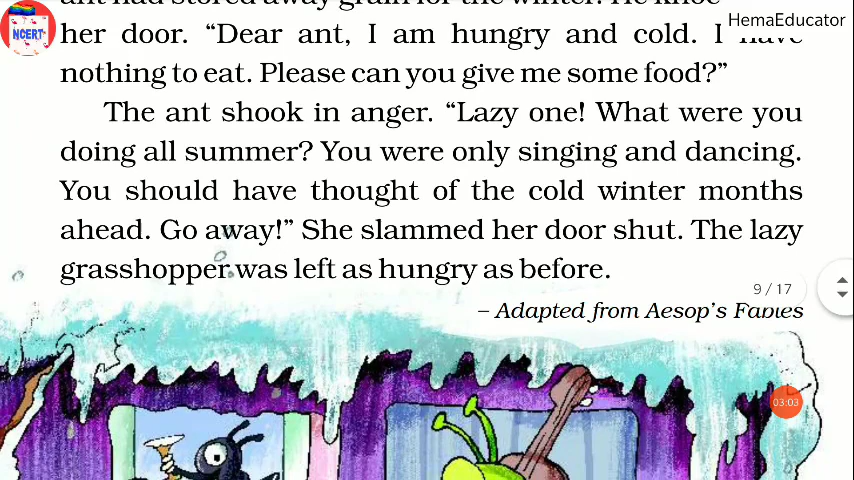 HemaEducator
NCERT
her door. “Dear ant, I am hungry and cold. I have
nothing to eat. Please can you give me some food?”
The ant shook in anger. “Lazy one! What were you
doing all summer? You were only singing and dancing.
You should have thought of the cold winter months
ahead. Go away!” She slammed her door shut. The lazy
grasshopper was left as hungry as before.
9 / 17
– Adapted from Aesop’s Fables
03:03